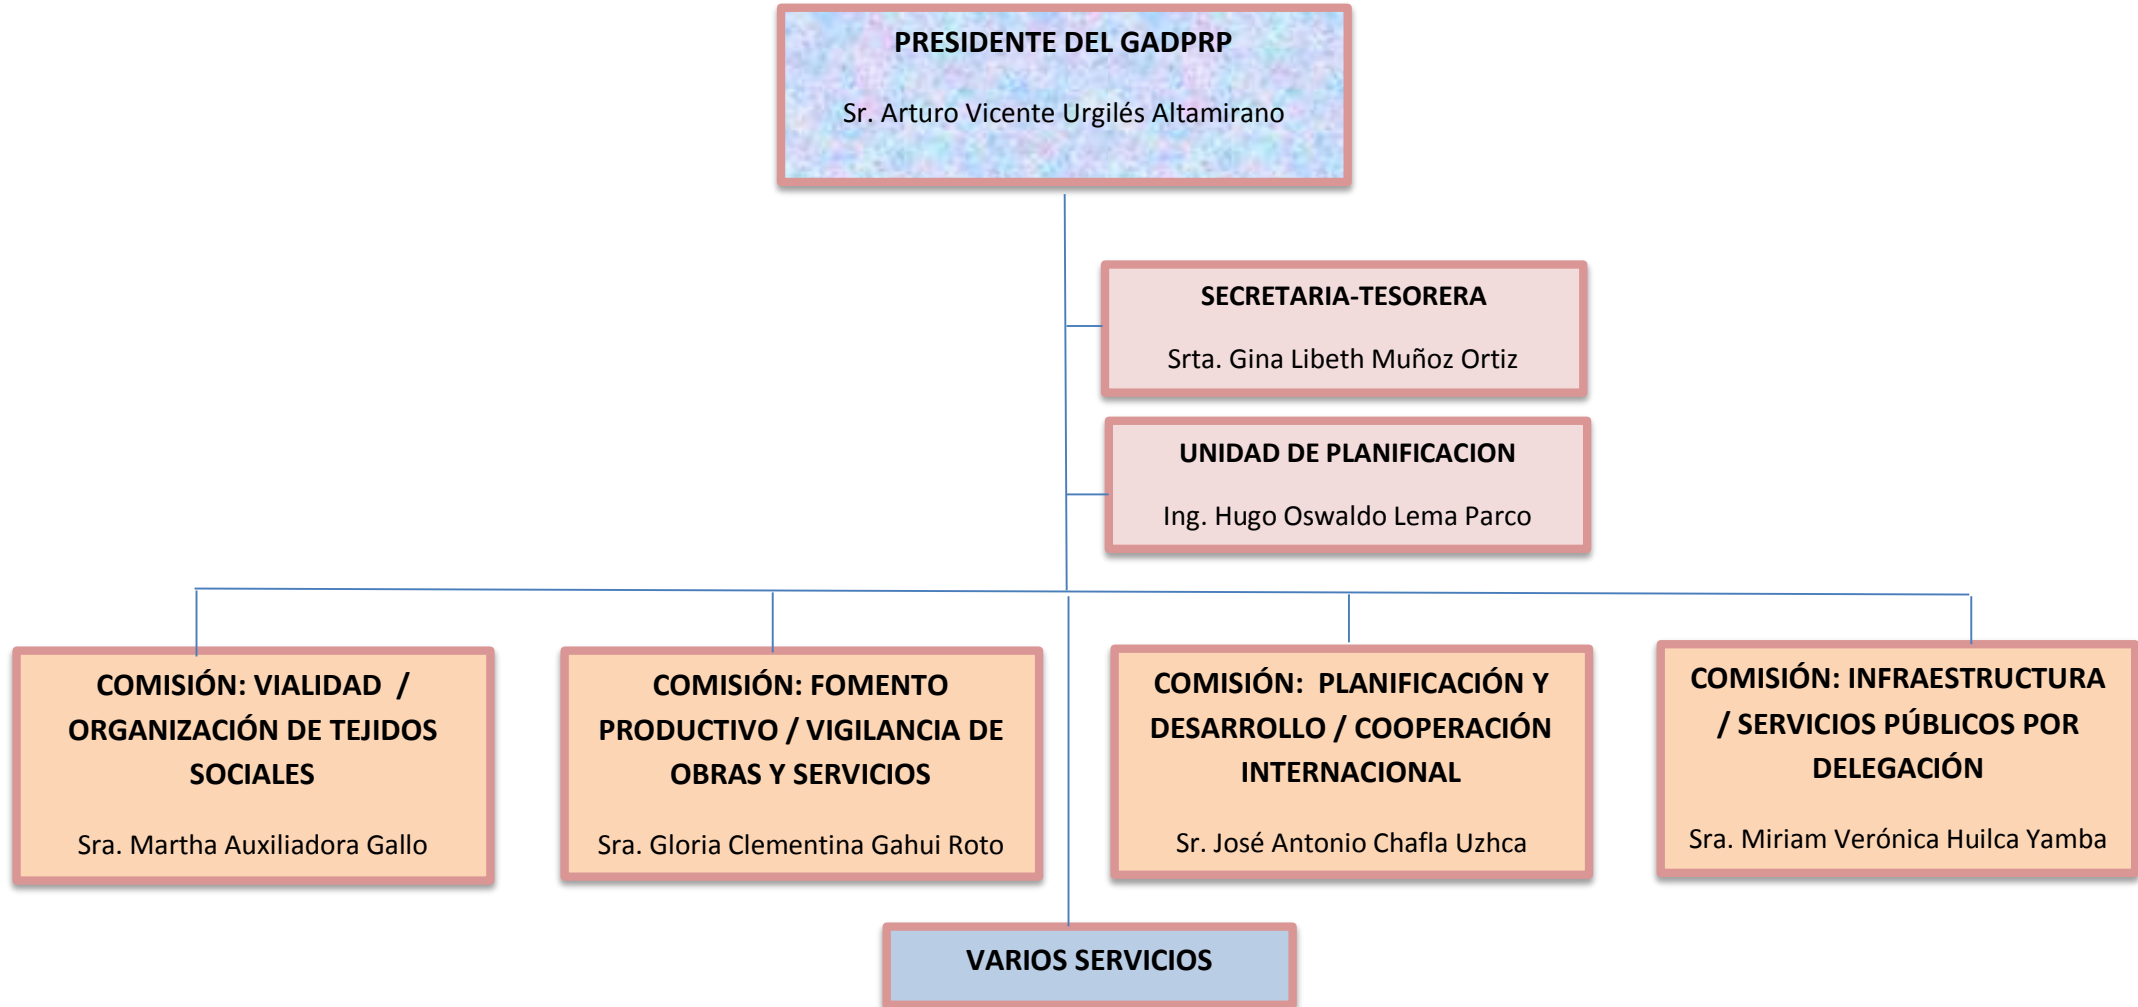 PRESIDENTE DEL GADPRP
Sr. Arturo Vicente Urgilés Altamirano
SECRETARIA-TESORERA
Srta. Gina Libeth Muñoz Ortiz
UNIDAD DE PLANIFICACION
Ing. Hugo Oswaldo Lema Parco
COMISIÓN: VIALIDAD /
ORGANIZACIÓN DE TEJIDOS
SOCIALES
Sra. Martha Auxiliadora Gallo
COMISIÓN: FOMENTO
PRODUCTIVO / VIGILANCIA DE
OBRAS Y SERVICIOS
Sra. Gloria Clementina Gahui Roto
COMISIÓN: PLANIFICACIÓN Y
DESARROLLO / COOPERACIÓN
INTERNACIONAL
Sr. José Antonio Chafla Uzhca
COMISIÓN: INFRAESTRUCTURA
/ SERVICIOS PÚBLICOS POR
DELEGACIÓN
Sra. Miriam Verónica Huilca Yamba
VARIOS SERVICIOS